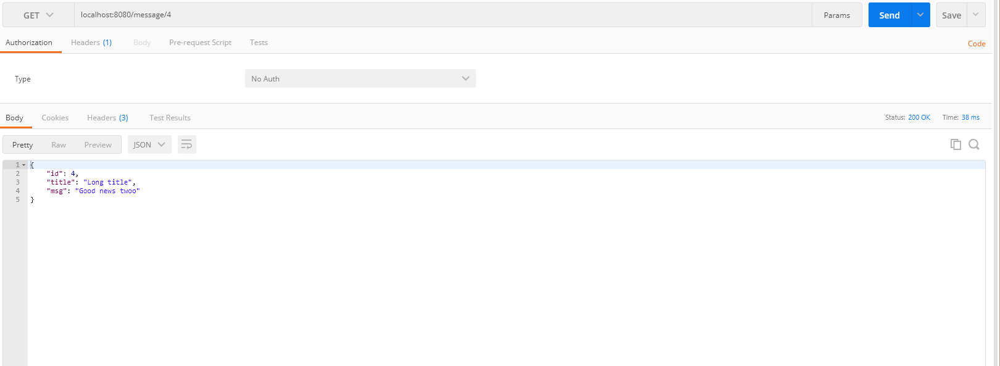 GET localhost:8080/message/4 Params Send Save
Authorization Headers (1) Body Pre-request Script Tests Code
Type No Auth
Body Cookies Headers (3) Test Results Status: 200 OK Time: 38 ms
Pretty Raw Preview JSON
1 {
2 "id": 4,
3 "title": "Long title",
4 "msg": "Good news twoo"
5 }